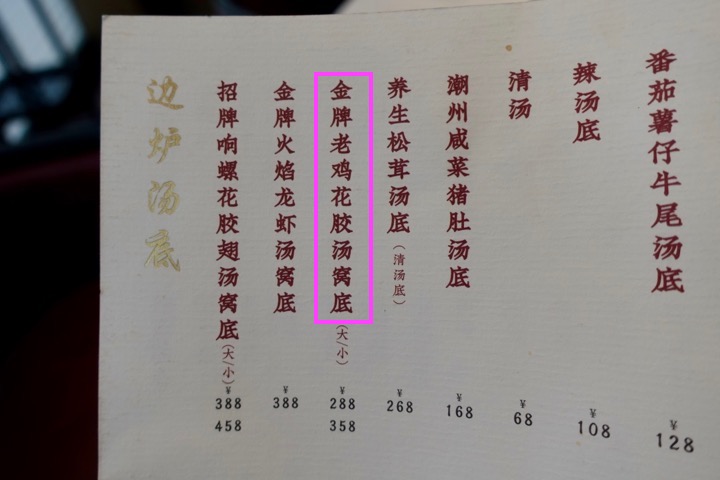 边炉汤底
招牌响螺花胶翅汤窝底(大/小)
¥
388
458
金牌火焰龙虾汤窝底
¥
388
金牌老鸡花胶汤窝底(大/小)
¥
288
358
养生松茸汤底(清汤底)
¥
268
潮州咸菜猪肚汤底
¥
168
清汤
¥
68
辣汤底
¥
108
番茄薯仔牛尾汤底
¥
128